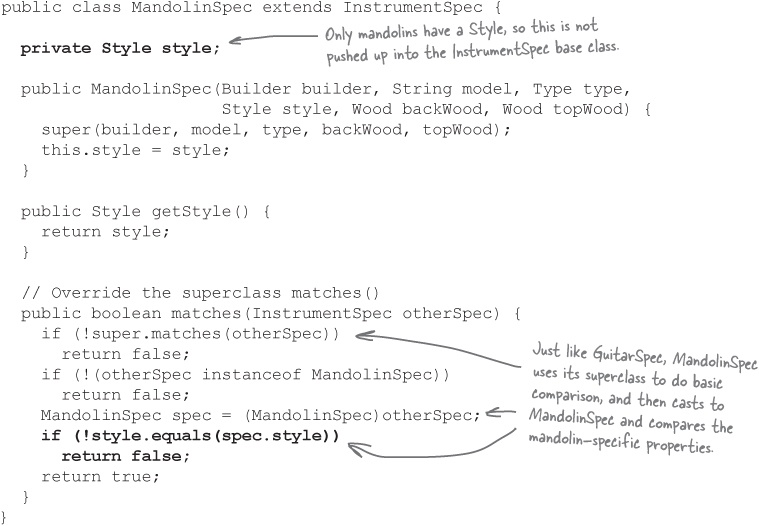 public class MandolinSpec extends InstrumentSpec {
private Style style;
Only mandolins have a Style, so this is not
pushed up into the InstrumentSpec base class.
public MandolinSpec(Builder builder, String model, Type type,
Style style, Wood backWood, Wood topWood) {
super(builder, model, type, backWood, topWood);
this.style = style;
}
public Style getStyle() {
return style;
}
// Override the superclass matches()
public boolean matches(InstrumentSpec otherSpec) {
if (!super.matches(otherSpec))
return false;
if (!(otherSpec instanceof MandolinSpec))
return false;
MandolinSpec spec = (MandolinSpec)otherSpec;
if (!style.equals(spec.style))
return false;
return true;
}
}
Just like GuitarSpec, MandolinSpec
uses its superclass to do basic
comparison, and then casts to
MandolinSpec and compares the
mandolin-specific properties.